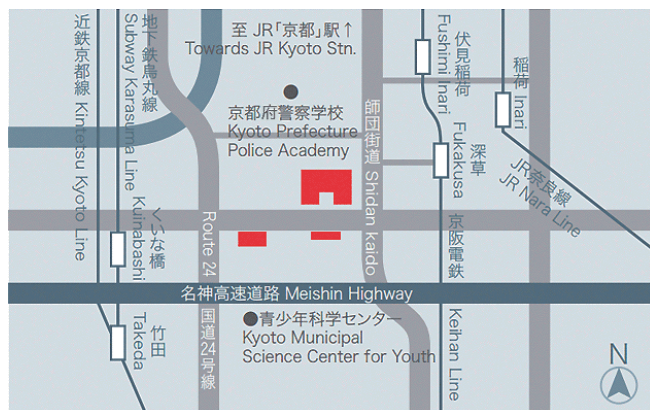 至 JR「京都」駅↑
Towards JR Kyoto Stn.
京都府警察学校
Kyoto Prefecture
Police Academy
近鉄京都線 Kintetsu Kyoto Line
地下鉄烏丸線
Subway Karasuma Line
くいな橋
Kuinabashi
竹田
Takeda
Route 24
国道24号線
師団街道 Shidan Kaido
伏見稲荷
Fushimi Inari
稲荷 Inari
深草
Fukakusa
JR奈良線
JR Nara Line
京阪電鉄
Keihan Line
名神高速道路 Meishin Highway
青少年科学センター
Kyoto Municipal
Science Center for Youth
N